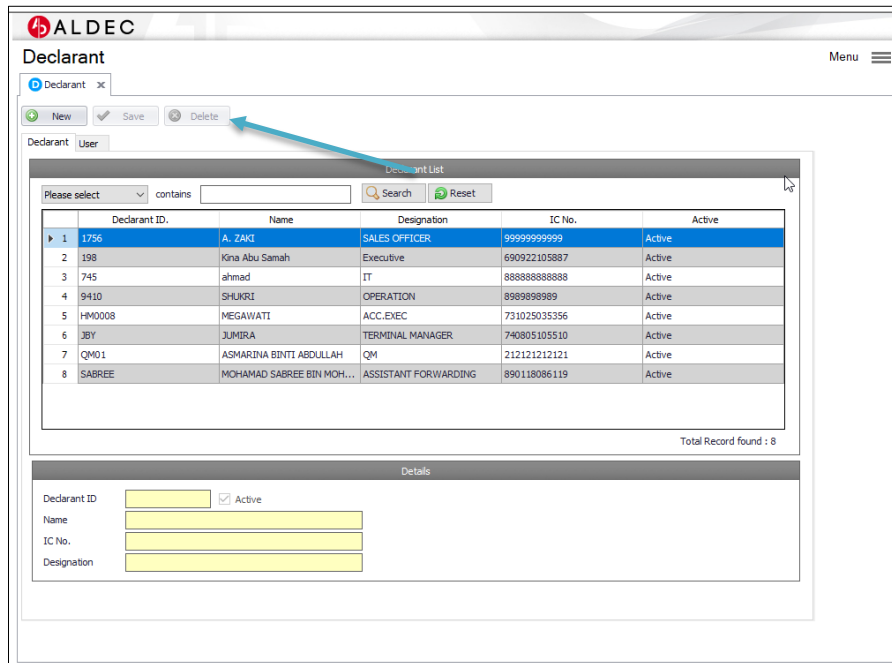 ALDEC
Declarant
Menu
D Declarant x
New Save Delete
Declarant User
Declarant List
Please select contains Search Reset
Declarant ID. Name Designation IC No. Active
1 1756 A. ZAKI SALES OFFICER 99999999999 Active
2 198 Kina Abu Samah Executive 690922105887 Active
3 745 ahmad IT 888888888888 Active
4 9410 SHUKRI OPERATION 8989898989 Active
5 HM0008 MEGAWATI ACC.EXEC 731025035356 Active
6 JBY JUMIRA TERMINAL MANAGER 740805105510 Active
7 QM01 ASMARINA BINTI ABDULLAH QM 212121212121 Active
8 SABREE MOHAMAD SABREE BIN MOH... ASSISTANT FORWARDING 890118086119 Active
Total Record found : 8
Details
Declarant ID Active
Name
IC No.
Designation